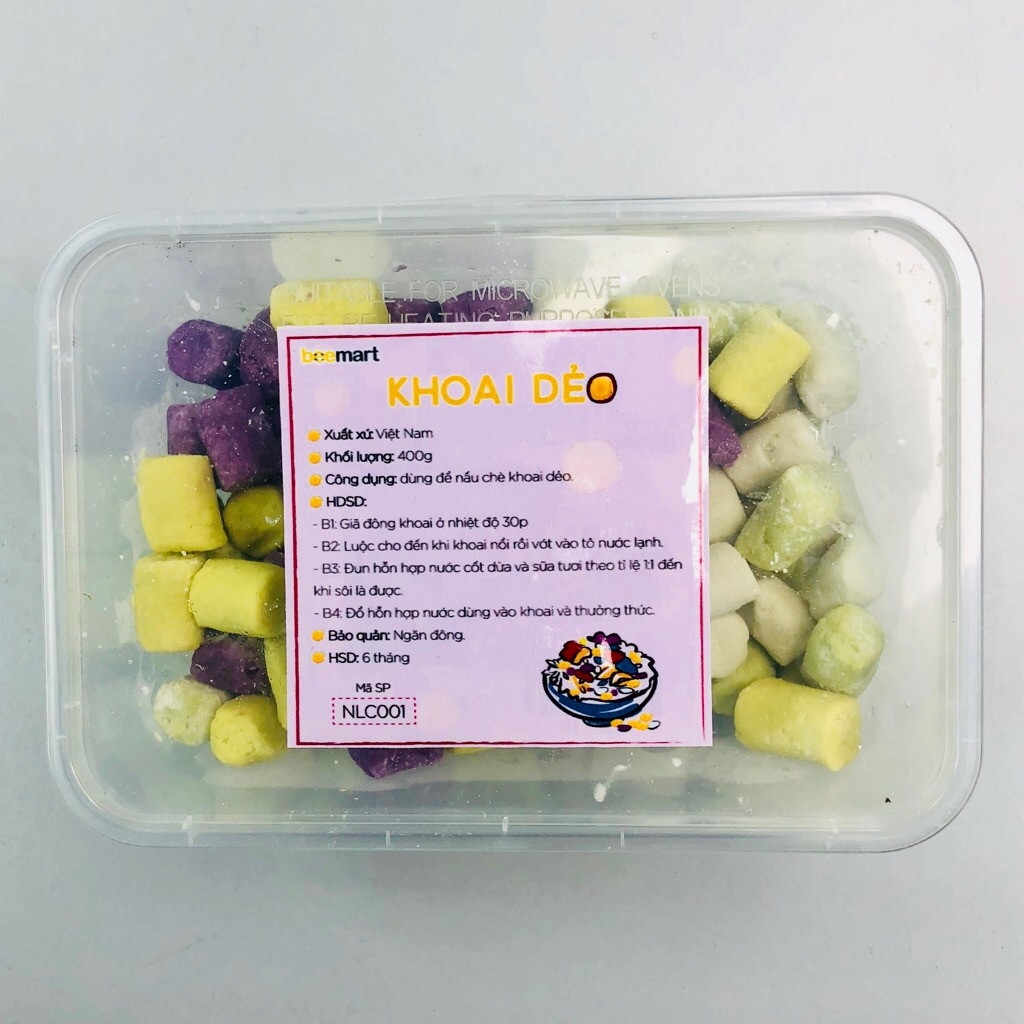 SUITABLE FOR MICROWAVE OVENS
beemart
KHOAI DẺO
Xuất xứ: Việt Nam
Khối lượng: 400g
Công dụng: dùng để nấu chè khoai dẻo.
HDSD:
- B1: Giã đông khoai ở nhiệt độ 30p
- B2: Luộc cho đến khi khoai nổi rồi vớt vào tô nước lạnh.
- B3: Đun hỗn hợp nước cốt dừa và sữa tươi theo tỉ lệ 1:1 đến
khi sôi là được.
- B4: Đổ hỗn hợp nước dùng vào khoai và thưởng thức.
Bảo quản: Ngăn đông.
HSD: 6 tháng
Mã SP
NLC001